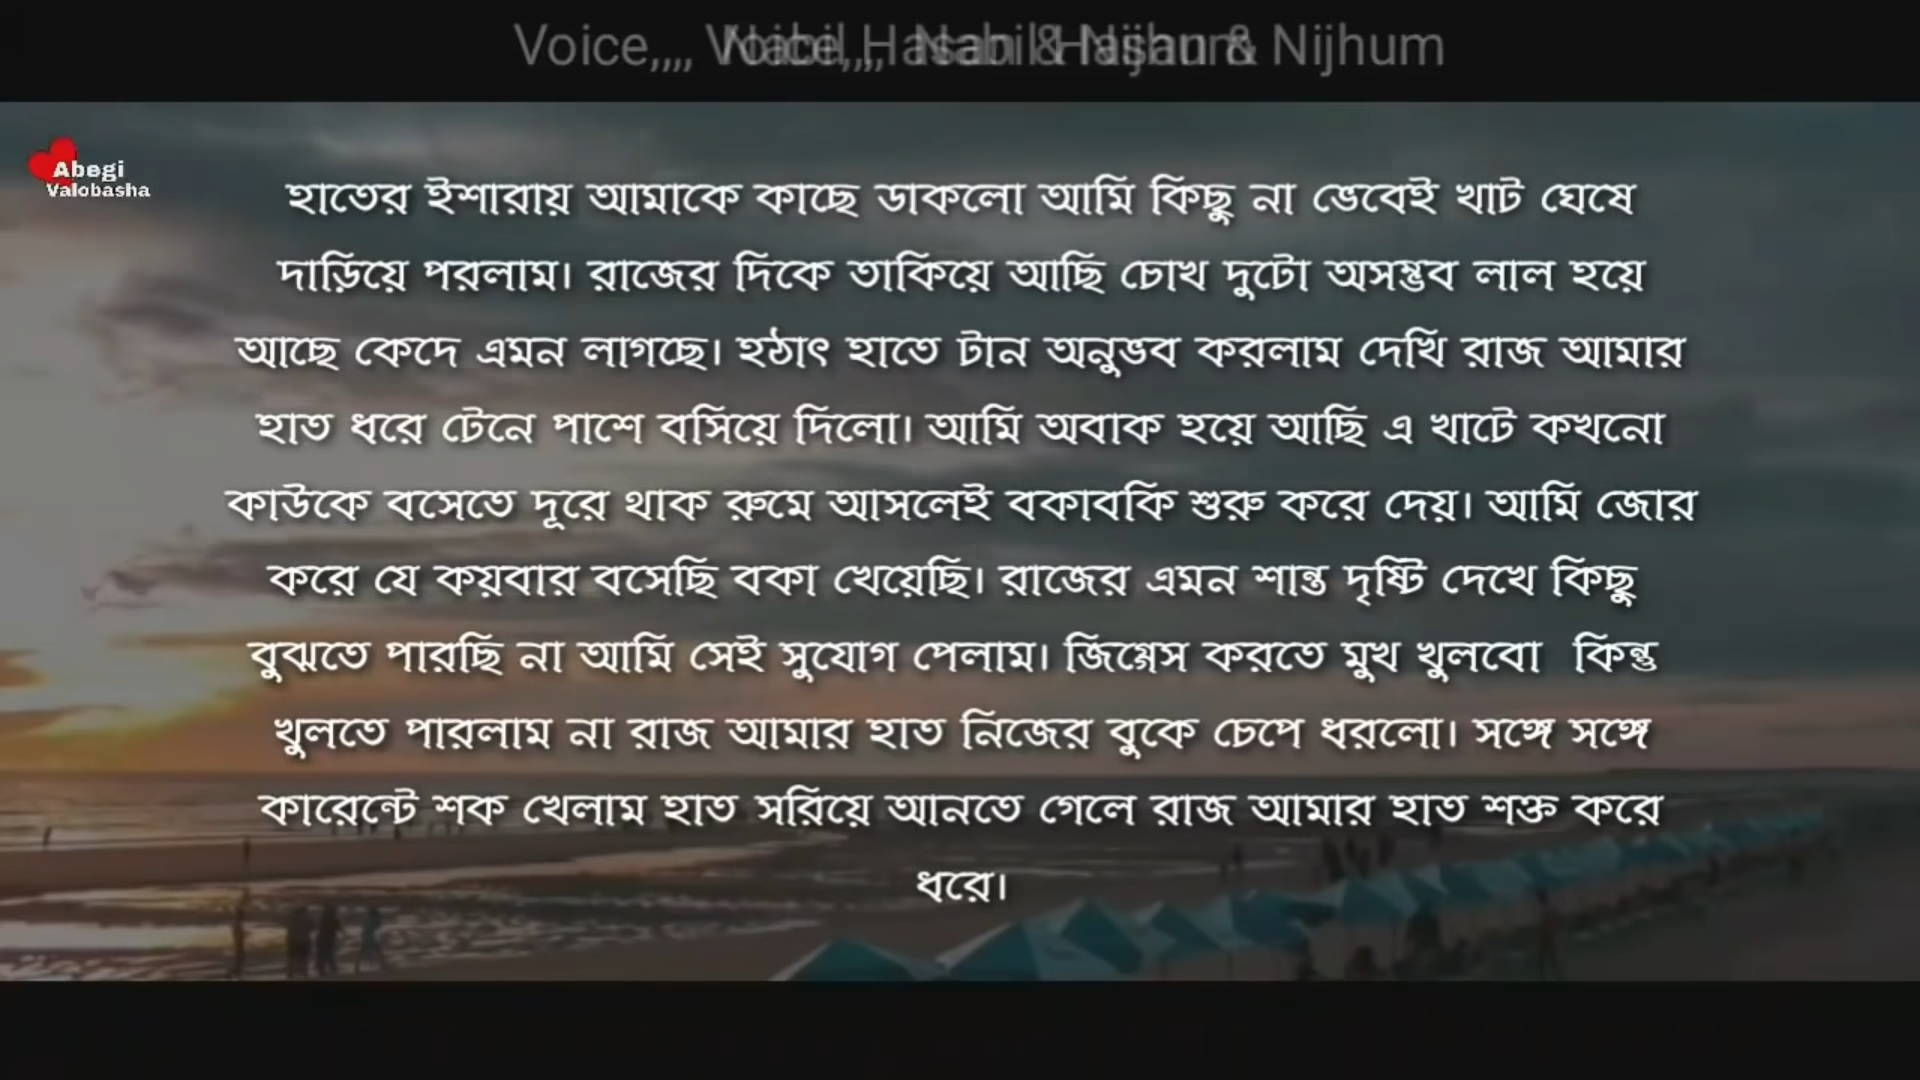 Voice,,,, Nabil Hasan & Nijhum
Abegi
Valobasha
হাতের ইশারায় আমাকে কাছে ডাকলো আমি কিছু না ভেবেই খাট ঘেষে
দাড়িয়ে পরলাম। রাজের দিকে তাকিয়ে আছি চোখ দুটো অসম্ভব লাল হয়ে
আছে কেদে এমন লাগছে। হঠাৎ হাতে টান অনুভব করলাম দেখি রাজ আমার
হাত ধরে টেনে পাশে বসিয়ে দিলো। আমি অবাক হয়ে আছি এ খাটে কখনো
কাউকে বসেতে দূরে থাক রুমে আসলেই বকাবকি শুরু করে দেয়। আমি জোর
করে যে কয়বার বসেছি বকা খেয়েছি। রাজের এমন শান্ত দৃষ্টি দেখে কিছু
বুঝতে পারছি না আমি সেই সুযোগ পেলাম। জিগ্নেস করতে মুখ খুলবো  কিন্তু
খুলতে পারলাম না রাজ আমার হাত নিজের বুকে চেপে ধরলো। সঙ্গে সঙ্গে
কারেন্টে শক খেলাম হাত সরিয়ে আনতে গেলে রাজ আমার হাত শক্ত করে
ধরে।